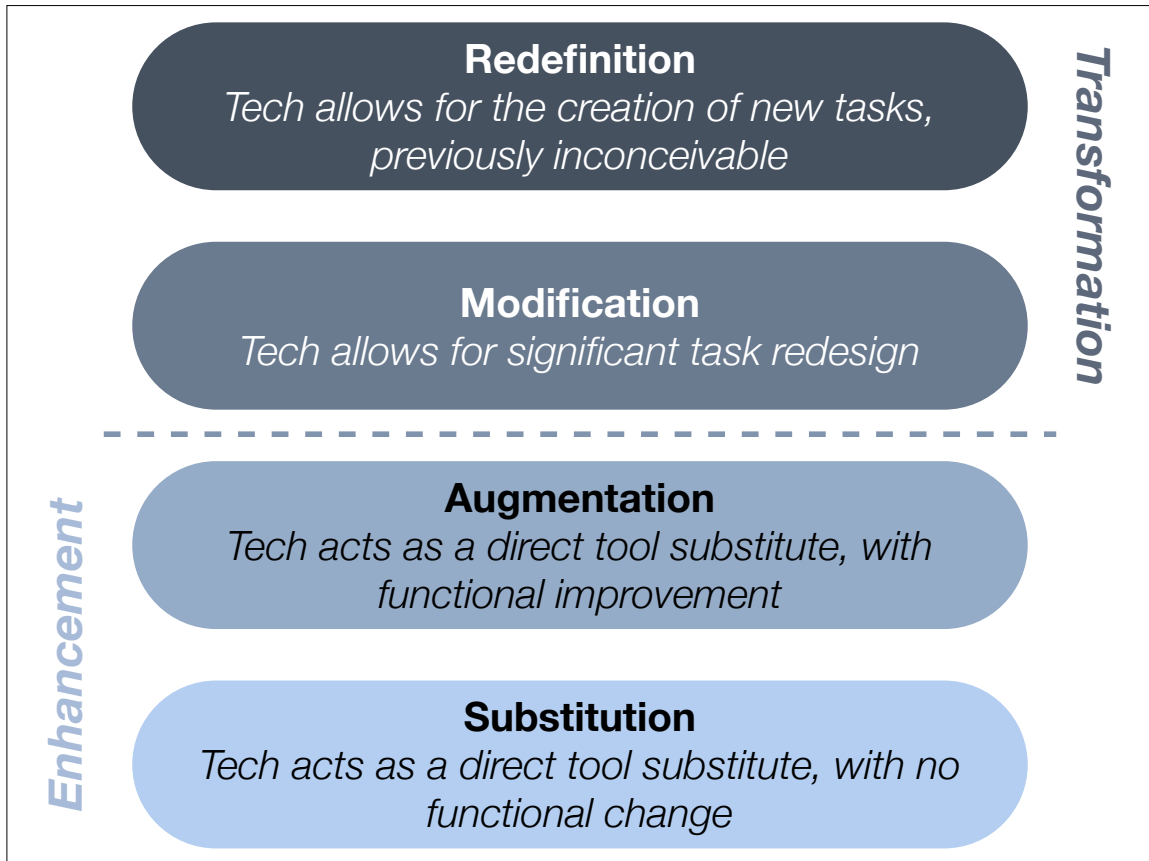 Redefinition
Tech allows for the creation of new tasks,
previously inconceivable
Transformation
Modification
Tech allows for significant task redesign
Augmentation
Tech acts as a direct tool substitute, with
functional improvement
Enhancement
Substitution
Tech acts as a direct tool substitute, with no
functional change